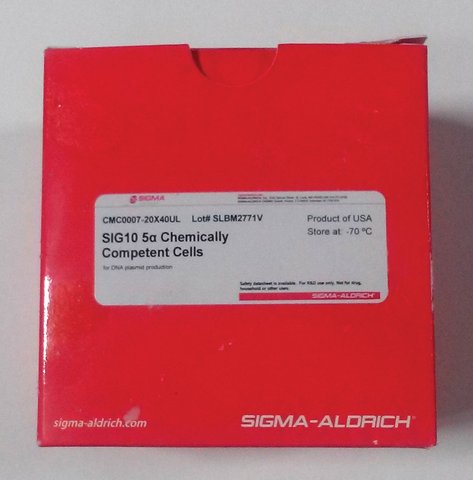 SIGMA
CMC0007-20X40UL Lot# SLBM2771V
Product of USA
SIG10 5α Chemically
Store at -70 ºC
Competent Cells
for DNA plasmid production
Safety datasheet is available. For R&D use only. Not for drug,
household or other uses.
SIGMA-ALDRICH®
sigma-aldrich.com
SIGMA-ALDRICH®